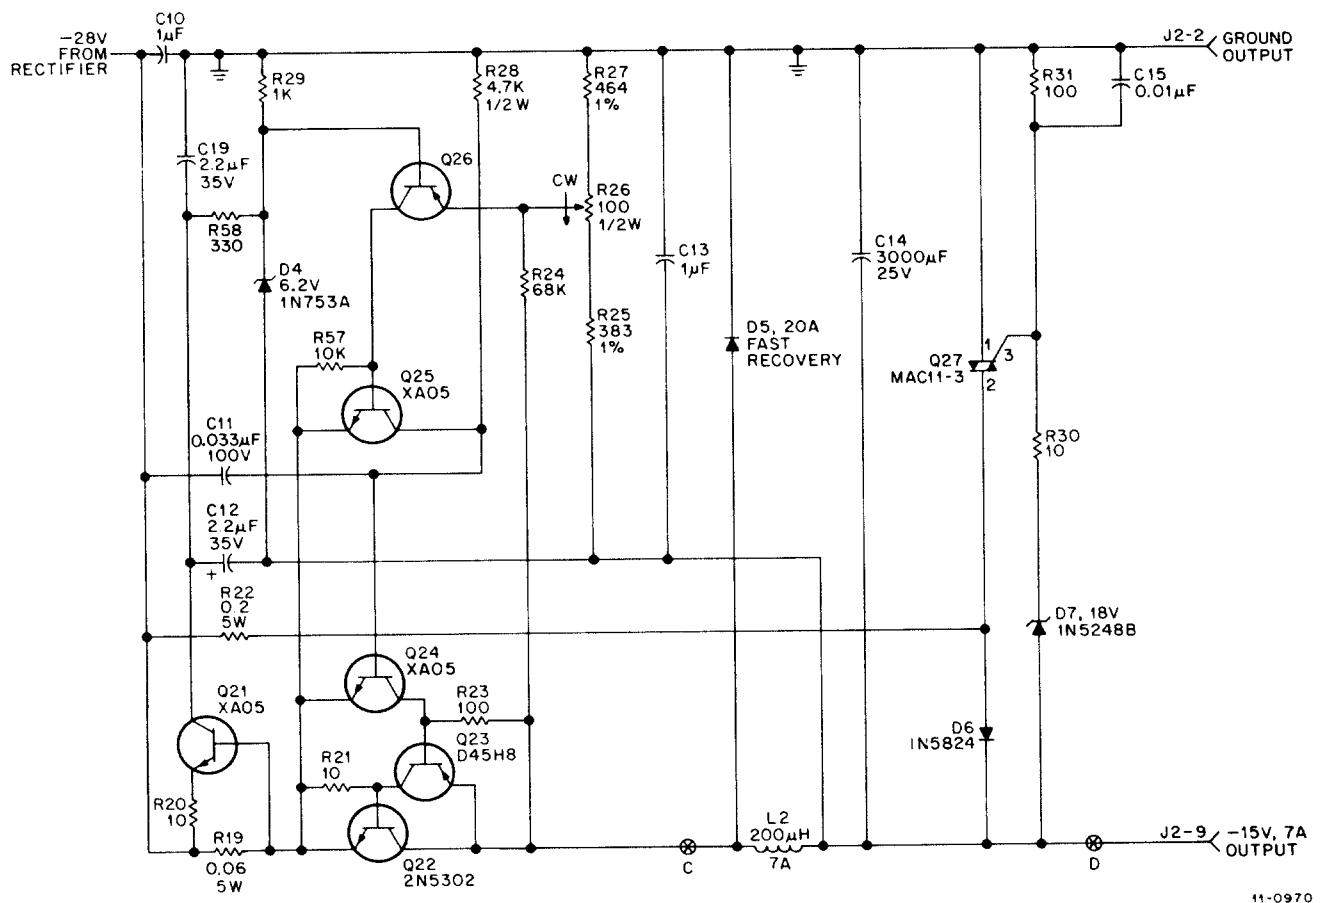 -28V
FROM
RECTIFIER
C10
1µF
J2-2
GROUND
OUTPUT
R29
1K
R28
4.7K
1/2W
R27
464
1%
R31
100
C15
0.01µF
C19
2.2µF
35V
Q26
CW
R26
100
1/2W
R58
330
D4
6.2V
1N753A
R24
68K
C13
1µF
C14
3000µF
25V
R25
383
1%
D5, 20A
FAST
RECOVERY
R57
10K
Q25
XA05
Q27
MAC11-3
1
3
2
C11
0.033µF
100V
R30
10
C12
2.2µF
35V
+
R22
0.2
5W
D7, 18V
1N5248B
Q24
XA05
Q21
XA05
R23
100
Q23
D45H8
D6
1N5824
R21
10
R20
10
R19
0.06
5W
Q22
2N5302
C
L2
200µH
7A
D
J2-9
-15V, 7A
OUTPUT
11-0970